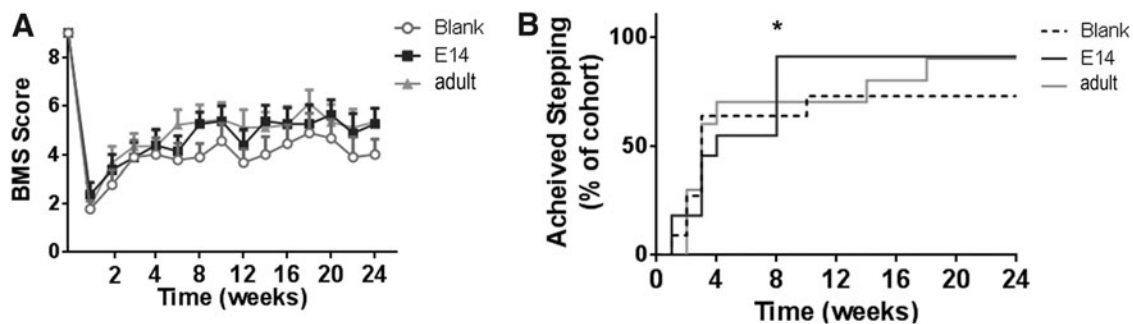 A
BMS Score
8
6
4
2
0
2 4 8 12 16 20 24
Time (weeks)
Blank
E14
adult
B
Acheived Stepping
(% of cohort)
100
50
0
*
0 4 8 12 16 20 24
Time (weeks)
Blank
E14
adult